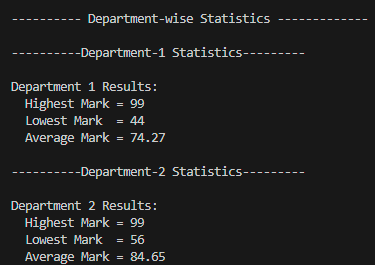 ---------- Department-wise Statistics -------------
----------Department-1 Statistics---------
Department 1 Results:
  Highest Mark = 99
  Lowest Mark  = 44
  Average Mark = 74.27
----------Department-2 Statistics---------
Department 2 Results:
  Highest Mark = 99
  Lowest Mark  = 56
  Average Mark = 84.65